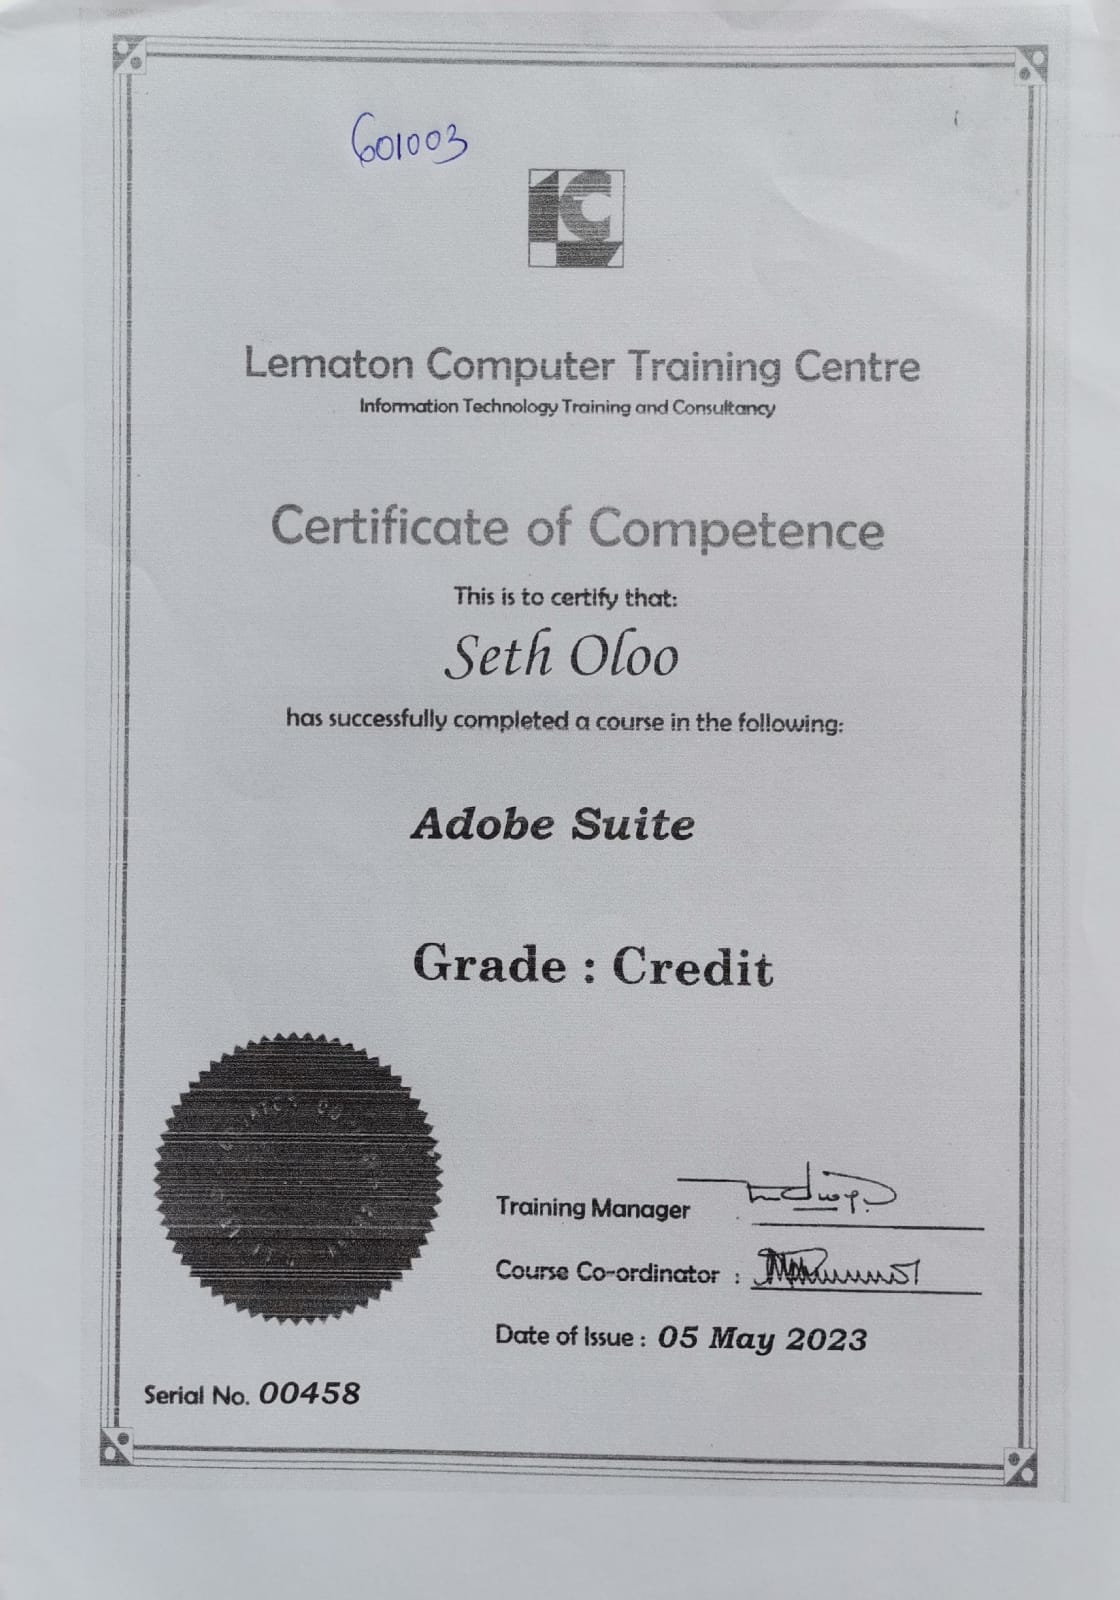 601003
Lematon Computer Training Centre
Information Technology Training and Consultancy
Certificate of Competence
This is to certify that:
Seth Oloo
has successfully completed a course in the following:
Adobe Suite
Grade : Credit
Training Manager
Course Co-ordinator :
Date of Issue : 05 May 2023
Serial No. 00458